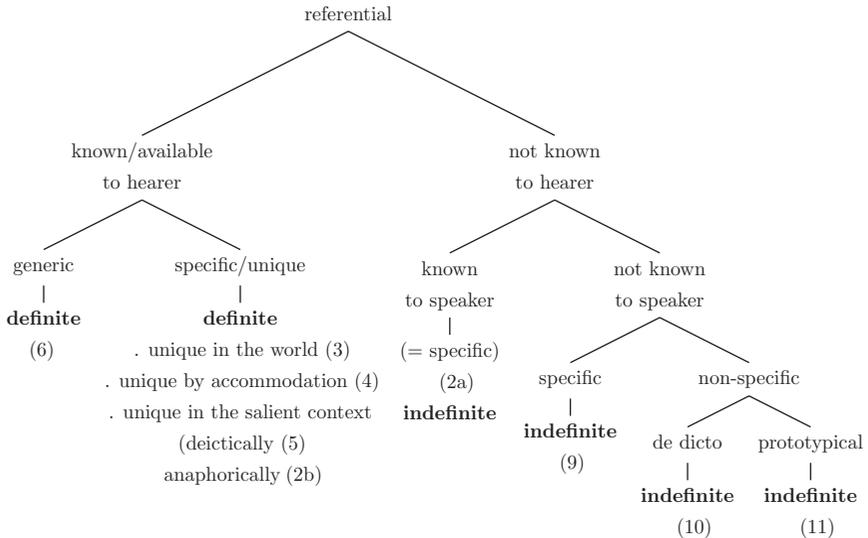 referential
known/available
to hearer
not known
to hearer
generic
definite
(6)
specific/unique
definite
. unique in the world (3)
. unique by accommodation (4)
. unique in the salient context
(deictically (5)
anaphorically (2b)
known
to speaker
(= specific)
(2a)
indefinite
not known
to speaker
specific
indefinite
(9)
non-specific
de dicto
indefinite
(10)
prototypical
indefinite
(11)